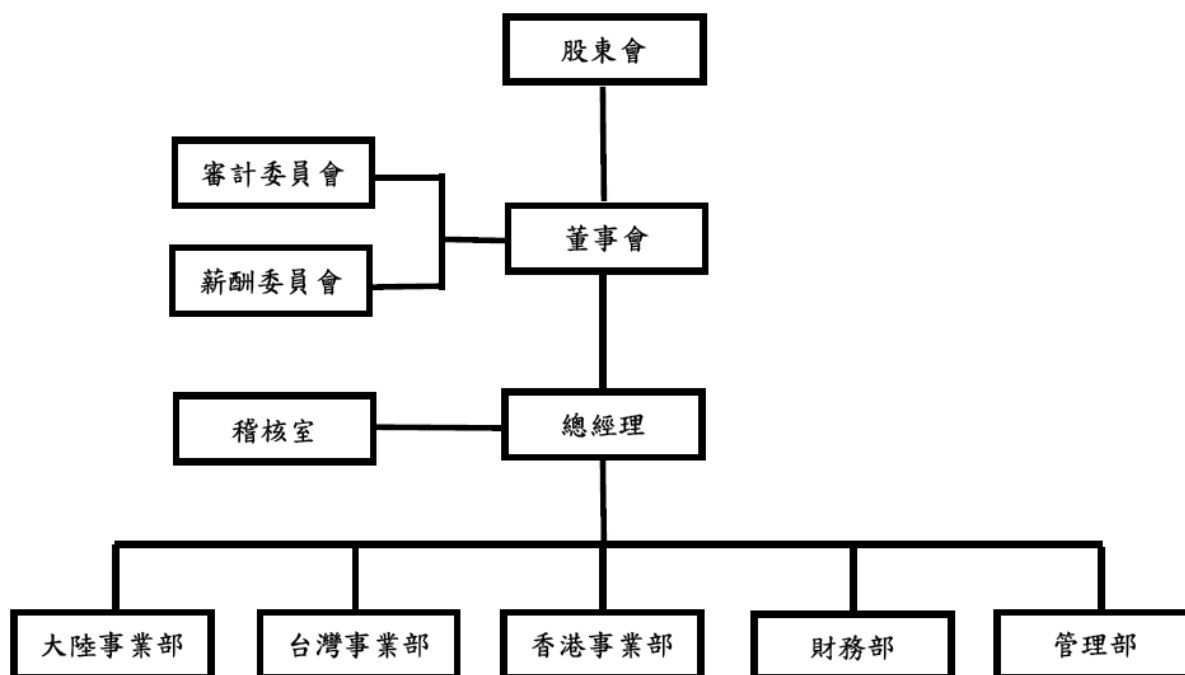 股東會
審計委員會
董事會
薪酬委員會
稽核室
總經理
大陸事業部
台灣事業部
香港事業部
財務部
管理部